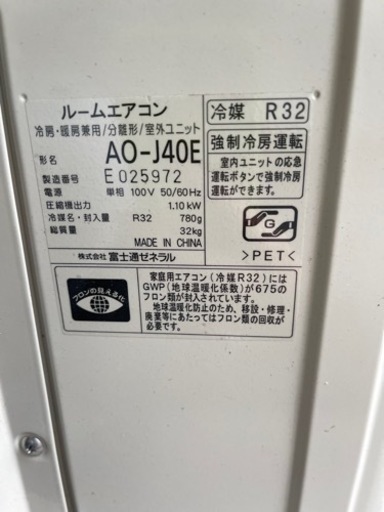 ルームエアコン
冷房・暖房兼用/分離形/室外ユニット
形名 AO-J40E
製造番号 E025972
電源 単相 100V 50/60Hz
圧縮機出力 1.10kW
冷媒名・封入量 R32 780g
総質量 32kg
MADE IN CHINA
株式会社 富士通ゼネラル
冷媒 R32
強制冷房運転
室内ユニットの応急
運転ボタンで強制冷房
運転ができます。
G
>PET<
フロンの見える化
家庭用エアコン(冷媒R32)には
GWP(地球温暖化係数)が675の
フロン類が封入されています。
地球温暖化防止のため、移設・修理・
廃棄等にあたってはフロン類の回収が
必要です。